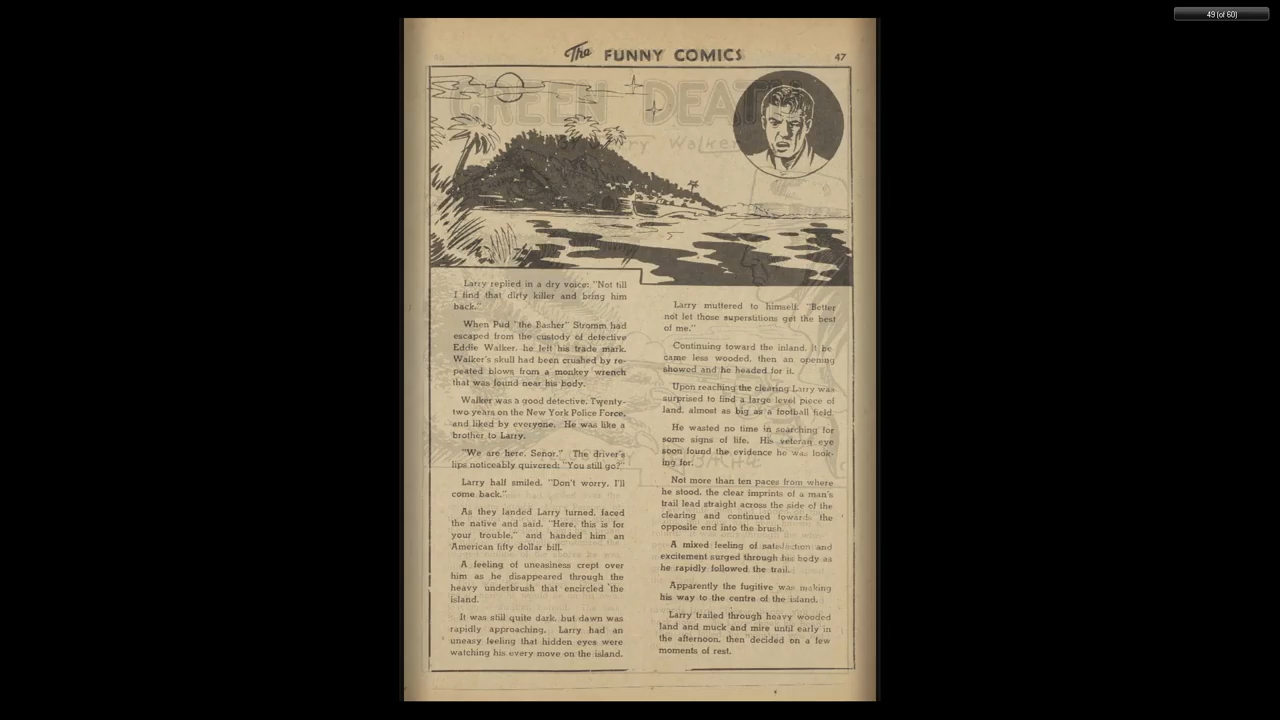 49 (of 60)
The FUNNY COMICS
47
GREEN DEATH
Larry replied in a dry voice: "Not till
I find that dirty killer and bring him
back."
When Pud "the Basher" Stromm had
escaped from the custody of detective
Eddie Walker, he left his trade mark.
Walker's skull had been crushed by re-
peated blows from a monkey wrench
that was found near his body.
Walker was a good detective. Twenty-
two years on the New York Police Force,
and liked by everyone. He was like a
brother to Larry.
"We are here, Senor." The driver's
lips noticeably quivered: "You still go?"
Larry half smiled, "Don't worry, I'll
come back."
As they landed Larry turned, faced
the native and said, "Here, this is for
your trouble," and handed him an
American fifty dollar bill.
A feeling of uneasiness crept over
him as he disappeared through the
heavy underbrush that encircled the
island.
It was still quite dark, but dawn was
rapidly approaching. Larry had an
uneasy feeling that hidden eyes were
watching his every move on the island.
Larry muttered to himself, "Better
not let those superstitions get the best
of me."
Continuing toward the inland, it be-
came less wooded, then an opening
showed and he headed for it.
Upon reaching the clearing Larry was
surprised to find a large level piece of
land, almost as big as a football field.
He wasted no time in searching for
some signs of life. His veteran eye
soon found the evidence he was look-
ing for.
Not more than ten paces from where
he stood, the clear imprints of a man's
trail lead straight across the side of the
clearing and continued towards the
opposite end into the brush.
A mixed feeling of satisfaction and
excitement surged through his body as
he rapidly followed the trail.
Apparently the fugitive was making
his way to the centre of the island.
Larry trailed through heavy wooded
land and muck and mire until early in
the afternoon, then decided on a few
moments of rest.